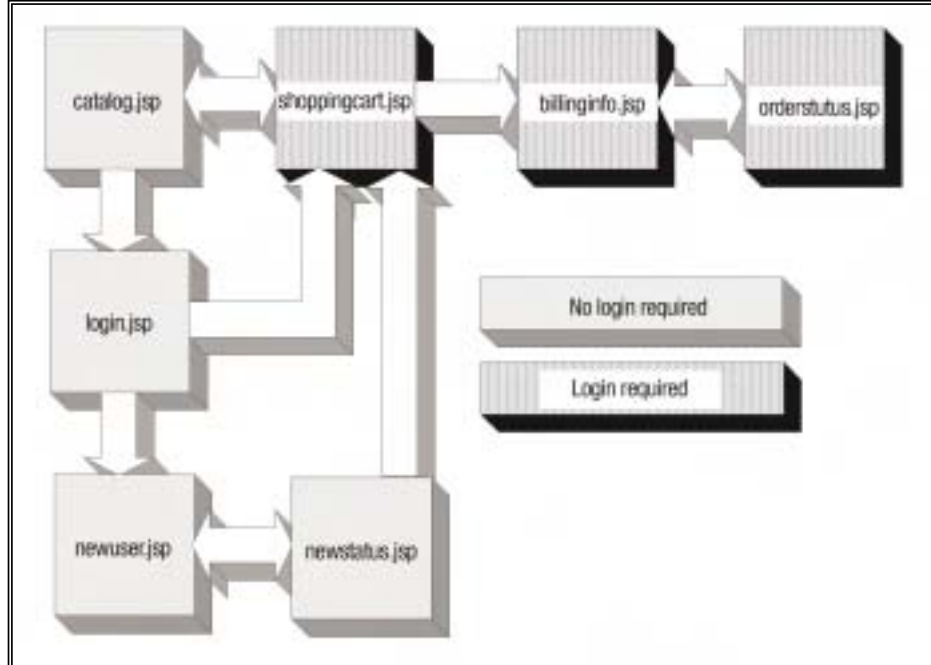 catalog.jsp
shoppingcart.jsp
billinginfo.jsp
orderstutus.jsp
login.jsp
No login required
Login required
newuser.jsp
newstatus.jsp